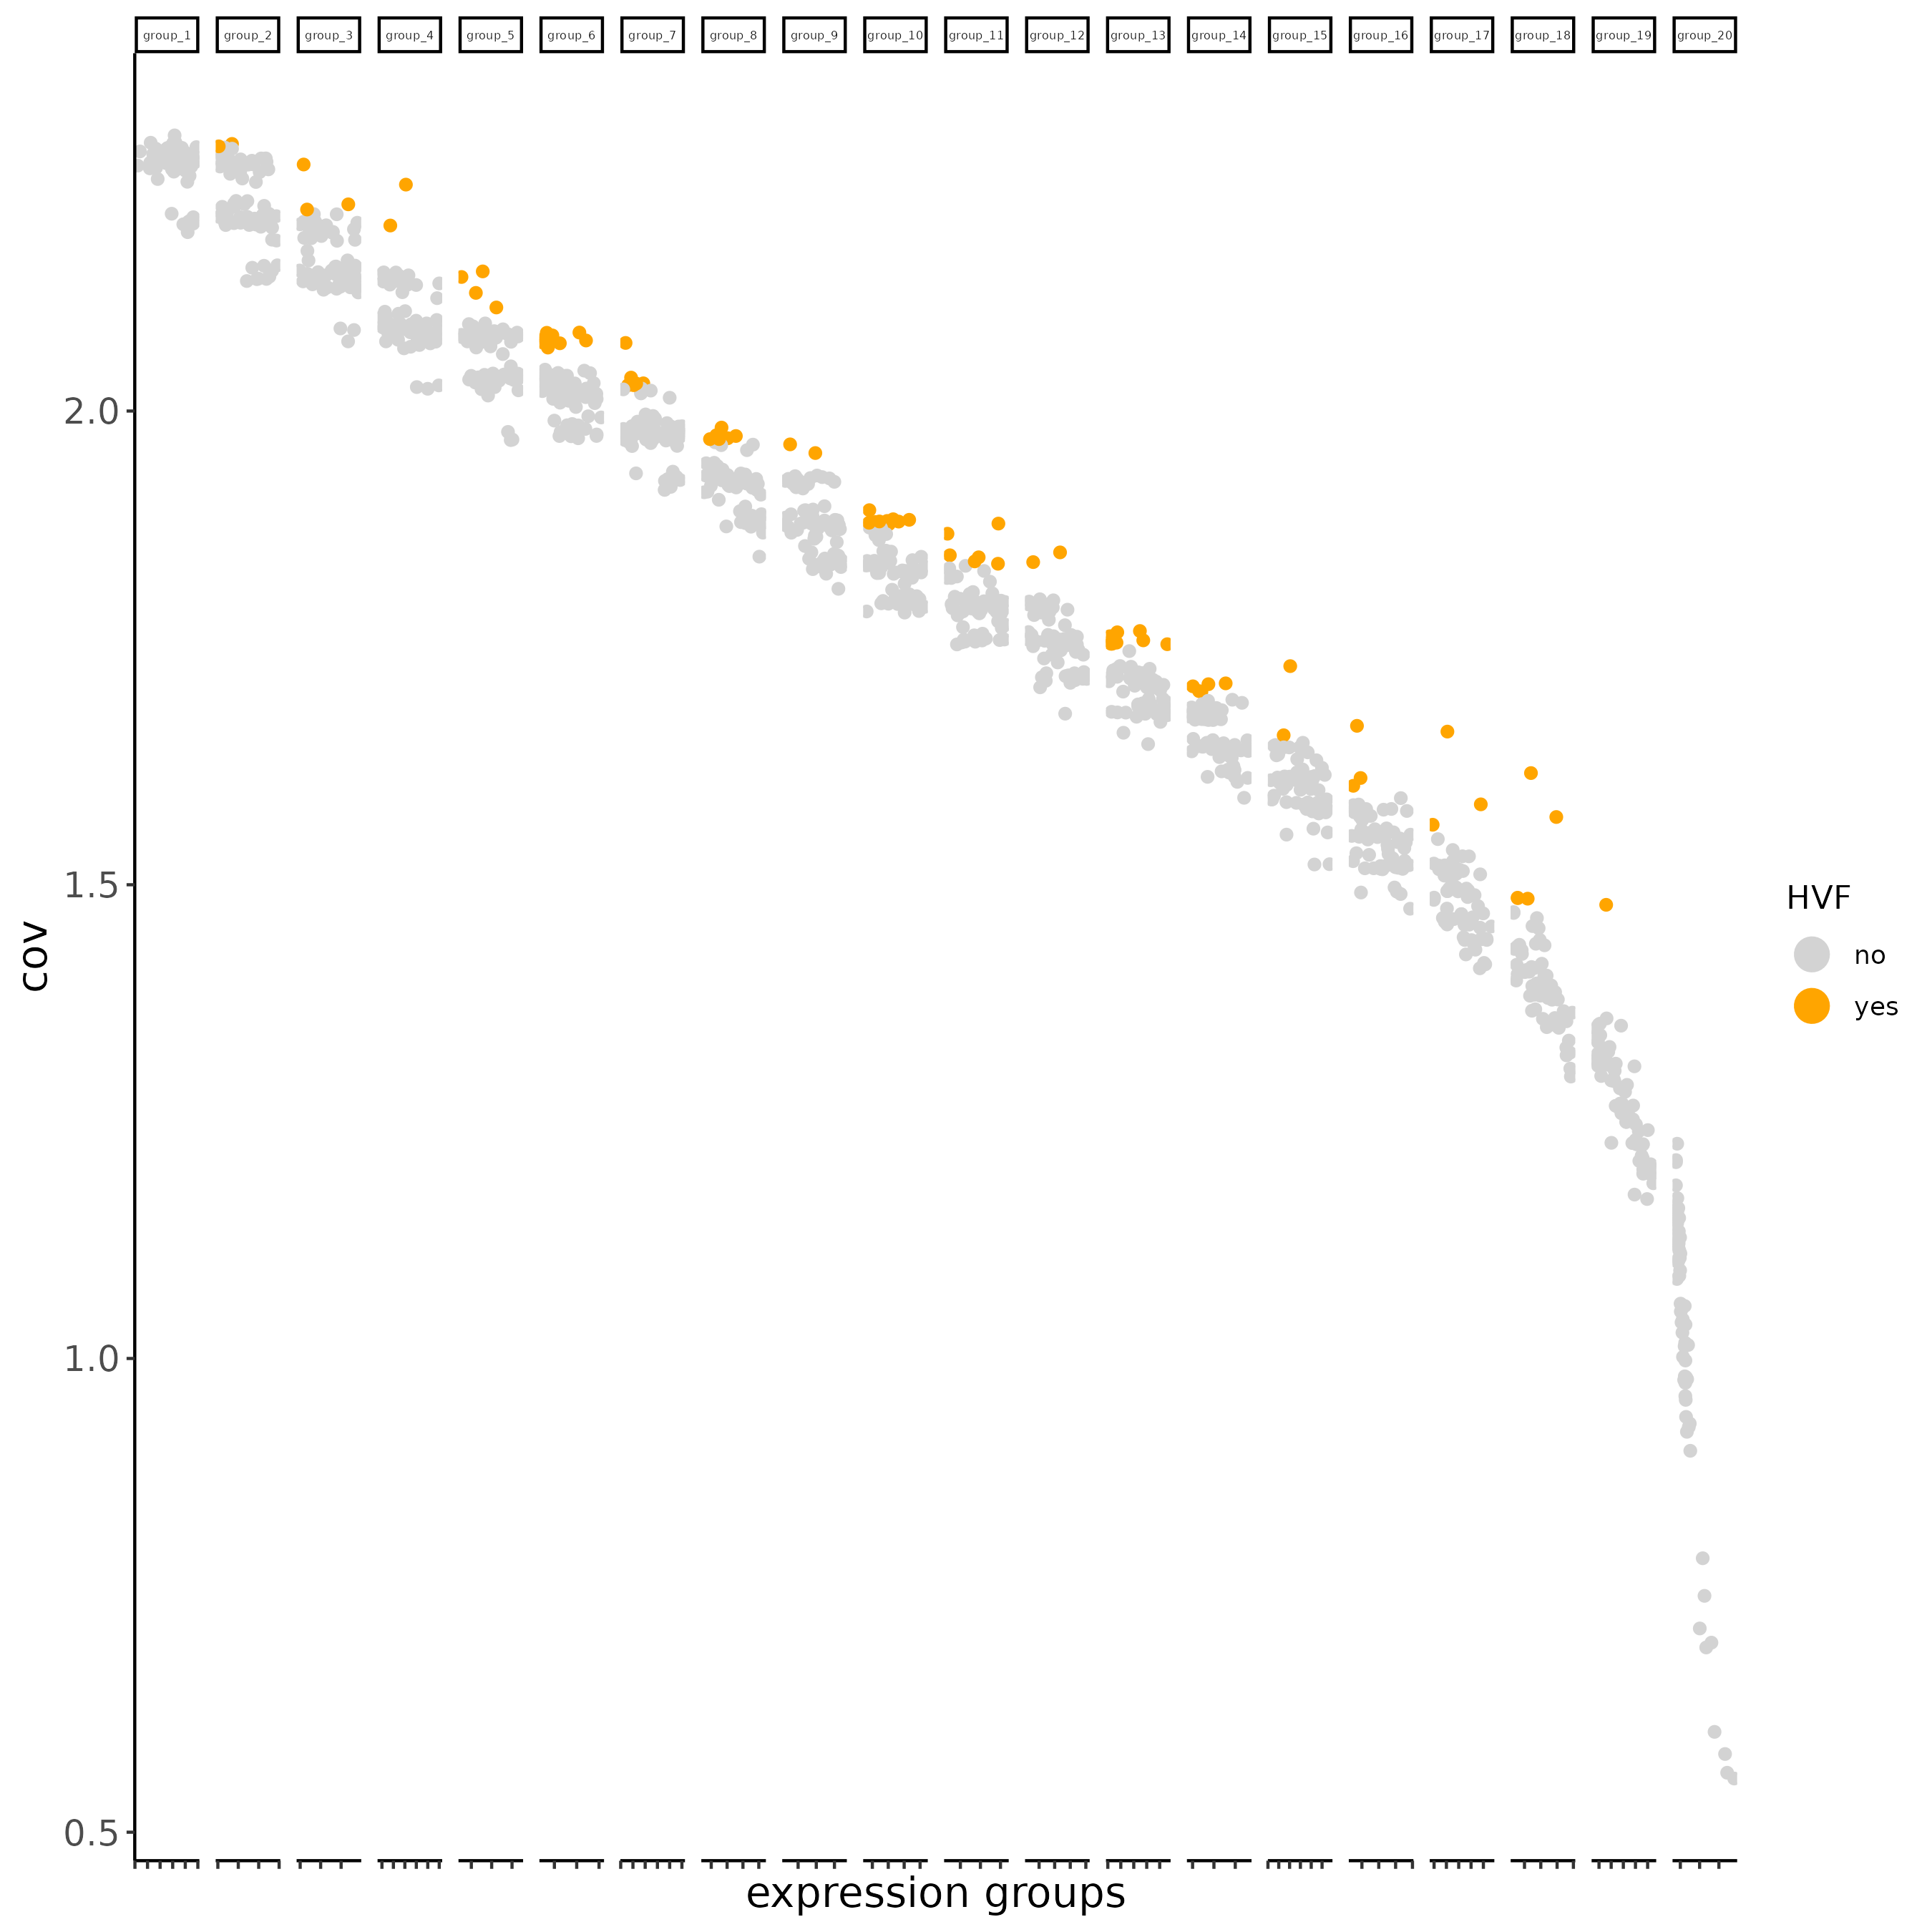 group_1 group_2 group_3 group_4 group_5 group_6 group_7 group_8 group_9 group_10 group_11 group_12 group_13 group_14 group_15 group_16 group_17 group_18 group_19 group_20
2.0
1.5
1.0
0.5
cov
expression groups
HVF
no
yes